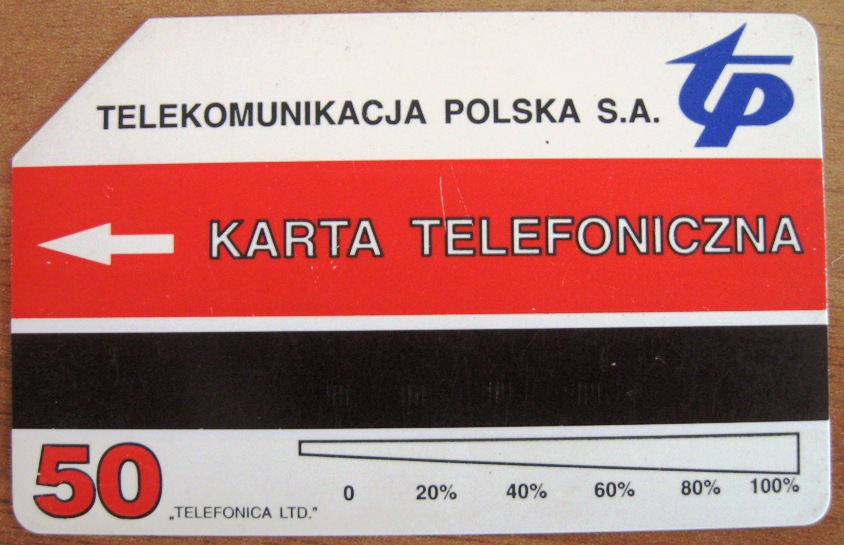 TELEKOMUNIKACJA POLSKA S.A.
tp
KARTA TELEFONICZNA
50
„TELEFONICA LTD."
0 20% 40% 60% 80% 100%